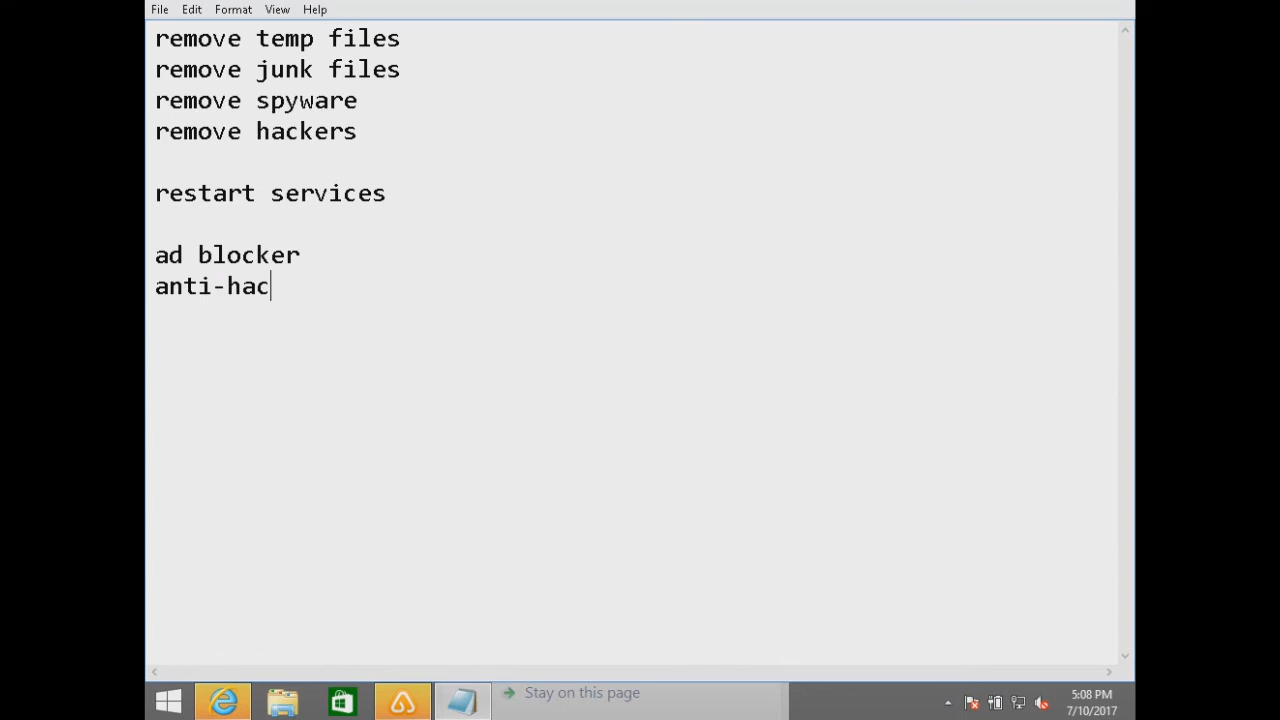 File Edit Format View Help
remove temp files
remove junk files
remove spyware
remove hackers
restart services
ad blocker
anti-hac
Stay on this page
5:08 PM
7/10/2017